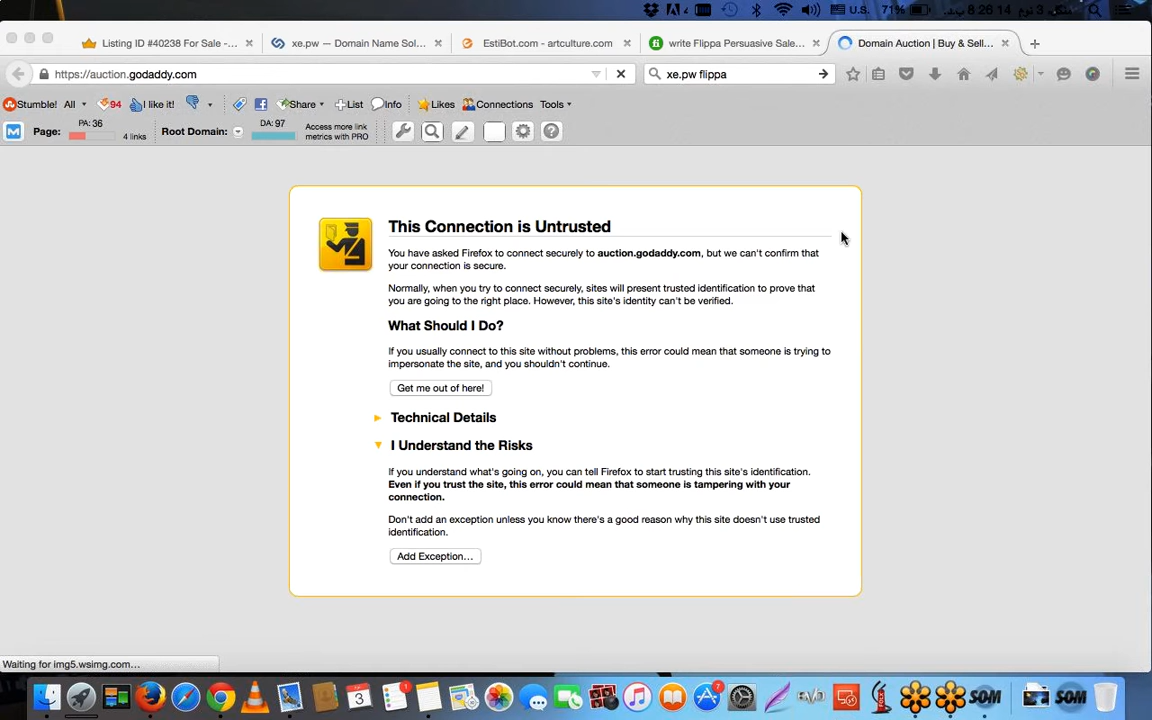 U.S. 71% 8 26 14
Listing ID #40238 For Sale -...
xe.pw — Domain Name Sol...
EstiBot.com - artculture.com
write Flippa Persuasive Sale...
Domain Auction | Buy & Sell...
https://auction.godaddy.com
xe.pw flippa
Stumble! All 94 I like it! Share List Info Likes Connections Tools
Page: PA: 36 4 links Root Domain: DA: 97 Access more link metrics with PRO
This Connection is Untrusted
You have asked Firefox to connect securely to auction.godaddy.com, but we can't confirm that
your connection is secure.
Normally, when you try to connect securely, sites will present trusted identification to prove that
you are going to the right place. However, this site's identity can't be verified.
What Should I Do?
If you usually connect to this site without problems, this error could mean that someone is trying to
impersonate the site, and you shouldn't continue.
Get me out of here!
Technical Details
I Understand the Risks
If you understand what's going on, you can tell Firefox to start trusting this site's identification.
Even if you trust the site, this error could mean that someone is tampering with your
connection.
Don't add an exception unless you know there's a good reason why this site doesn't use trusted
identification.
Add Exception...
Waiting for img5.wsimg.com...
3
1
7
SOM
SOM